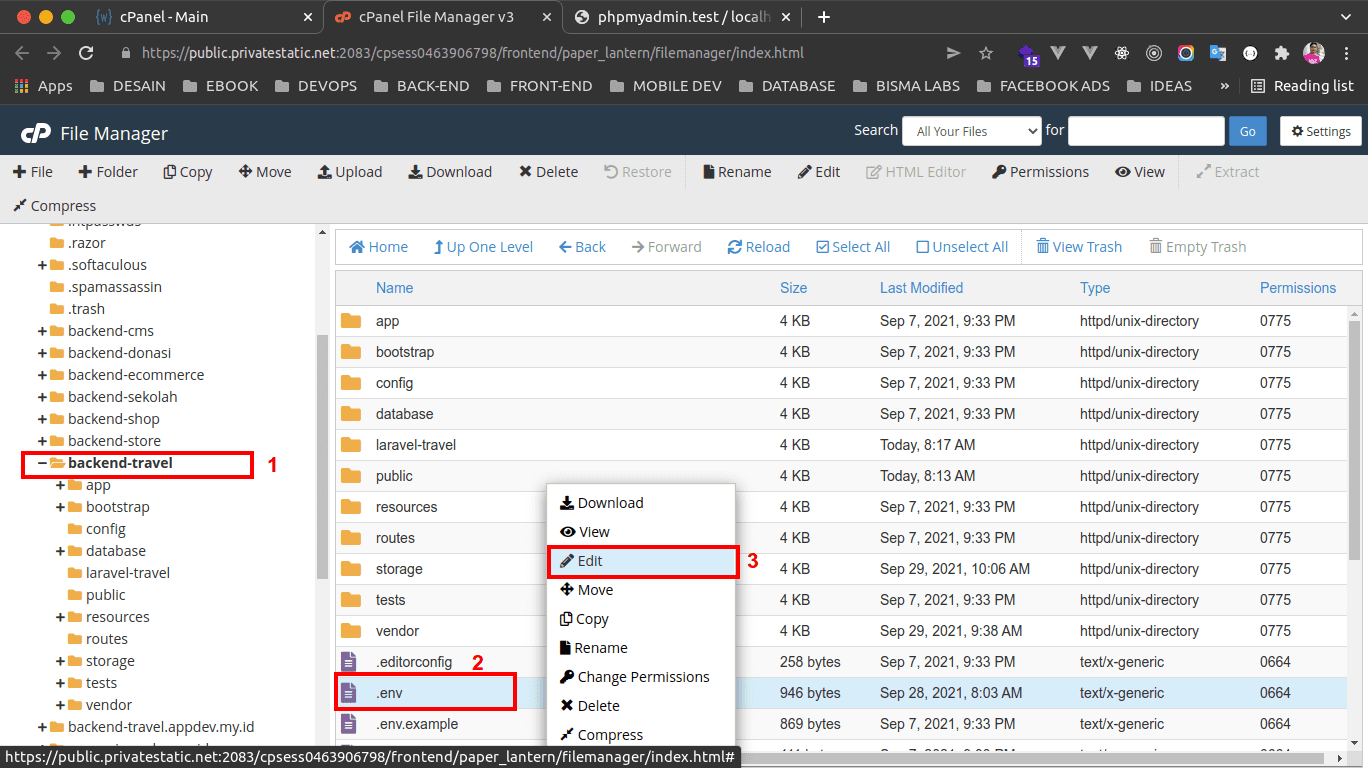 cPanel - Main
cPanel File Manager v3
phpmyadmin.test / localh
https://public.privatestatic.net:2083/cpsess0463906798/frontend/paper_lantern/filemanager/index.html
15
Apps DESAIN EBOOK DEVOPS BACK-END FRONT-END MOBILE DEV DATABASE BISMA LABS FACEBOOK ADS IDEAS » Reading list
cP File Manager
Search All Your Files for Go Settings
File Folder Copy Move Upload Download Delete Restore Rename Edit HTML Editor Permissions View Extract
Compress
.razor
.softaculous
.spamassassin
.trash
backend-cms
backend-donasi
backend-ecommerce
backend-sekolah
backend-shop
backend-store
backend-travel 1
app
bootstrap
config
database
laravel-travel
public
resources
routes
storage
tests
vendor
backend-travel.appdev.my.id
Home Up One Level Back Forward Reload Select All Unselect All View Trash Empty Trash
Name Size Last Modified Type Permissions
app 4 KB Sep 7, 2021, 9:33 PM httpd/unix-directory 0775
bootstrap 4 KB Sep 7, 2021, 9:33 PM httpd/unix-directory 0775
config 4 KB Sep 7, 2021, 9:33 PM httpd/unix-directory 0775
database 4 KB Sep 7, 2021, 9:33 PM httpd/unix-directory 0775
laravel-travel 4 KB Today, 8:17 AM httpd/unix-directory 0775
public 4 KB Today, 8:13 AM httpd/unix-directory 0775
resources 4 KB Sep 7, 2021, 9:33 PM httpd/unix-directory 0775
routes 4 KB Sep 7, 2021, 9:33 PM httpd/unix-directory 0775
storage 4 KB Sep 29, 2021, 10:06 AM httpd/unix-directory 0775
tests 4 KB Sep 7, 2021, 9:33 PM httpd/unix-directory 0775
vendor 4 KB Sep 29, 2021, 9:38 AM httpd/unix-directory 0775
.editorconfig 2 258 bytes Sep 7, 2021, 9:33 PM text/x-generic 0664
.env 946 bytes Sep 28, 2021, 8:03 AM text/x-generic 0664
.env.example 869 bytes Sep 7, 2021, 9:33 PM text/x-generic 0664
Download
View
Edit 3
Move
Copy
Rename
Change Permissions
Delete
Compress
https://public.privatestatic.net:2083/cpsess0463906798/frontend/paper_lantern/filemanager/index.html#